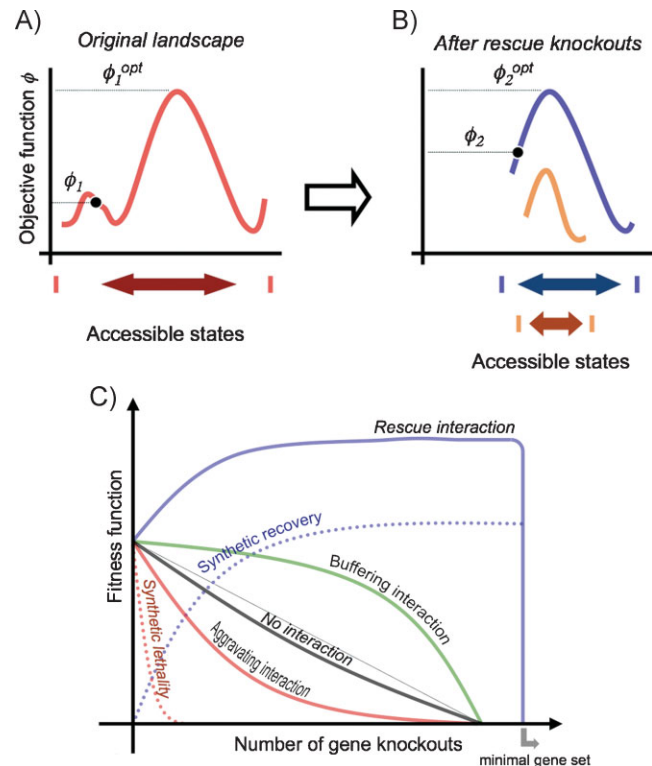 A)
Original landscape
ϕ₁ᵒᵖᵗ
ϕ₁
Objective function ϕ
Accessible states
B)
After rescue knockouts
ϕ₂ᵒᵖᵗ
ϕ₂
Accessible states
C)
Fitness function
Rescue interaction
Synthetic recovery
Buffering interaction
No interaction
Aggravating interaction
Synthetic
lethality
Number of gene knockouts
minimal gene set